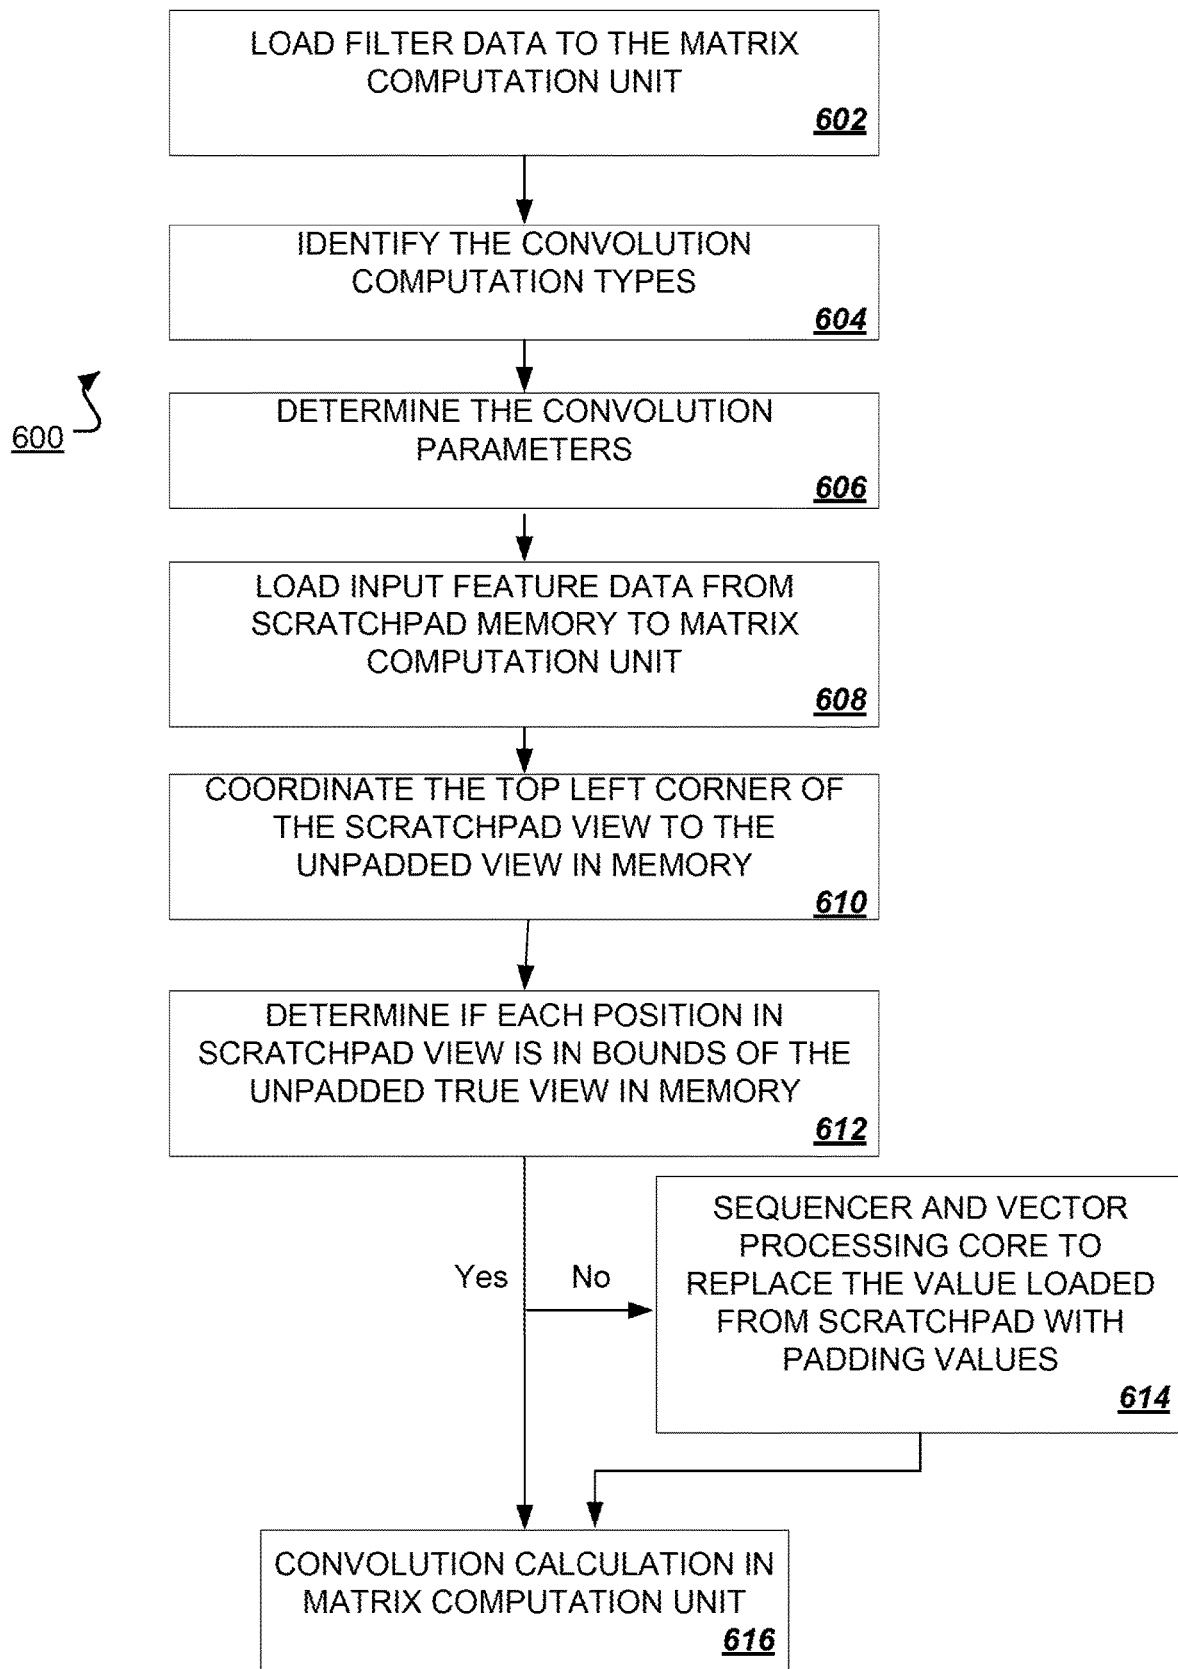 LOAD FILTER DATA TO THE MATRIX
COMPUTATION UNIT
602
IDENTIFY THE CONVOLUTION
COMPUTATION TYPES
604
600
DETERMINE THE CONVOLUTION
PARAMETERS
606
LOAD INPUT FEATURE DATA FROM
SCRATCHPAD MEMORY TO MATRIX
COMPUTATION UNIT
608
COORDINATE THE TOP LEFT CORNER OF
THE SCRATCHPAD VIEW TO THE
UNPADDED VIEW IN MEMORY
610
DETERMINE IF EACH POSITION IN
SCRATCHPAD VIEW IS IN BOUNDS OF THE
UNPADDED TRUE VIEW IN MEMORY
612
Yes
No
SEQUENCER AND VECTOR
PROCESSING CORE TO
REPLACE THE VALUE LOADED
FROM SCRATCHPAD WITH
PADDING VALUES
614
CONVOLUTION CALCULATION IN
MATRIX COMPUTATION UNIT
616